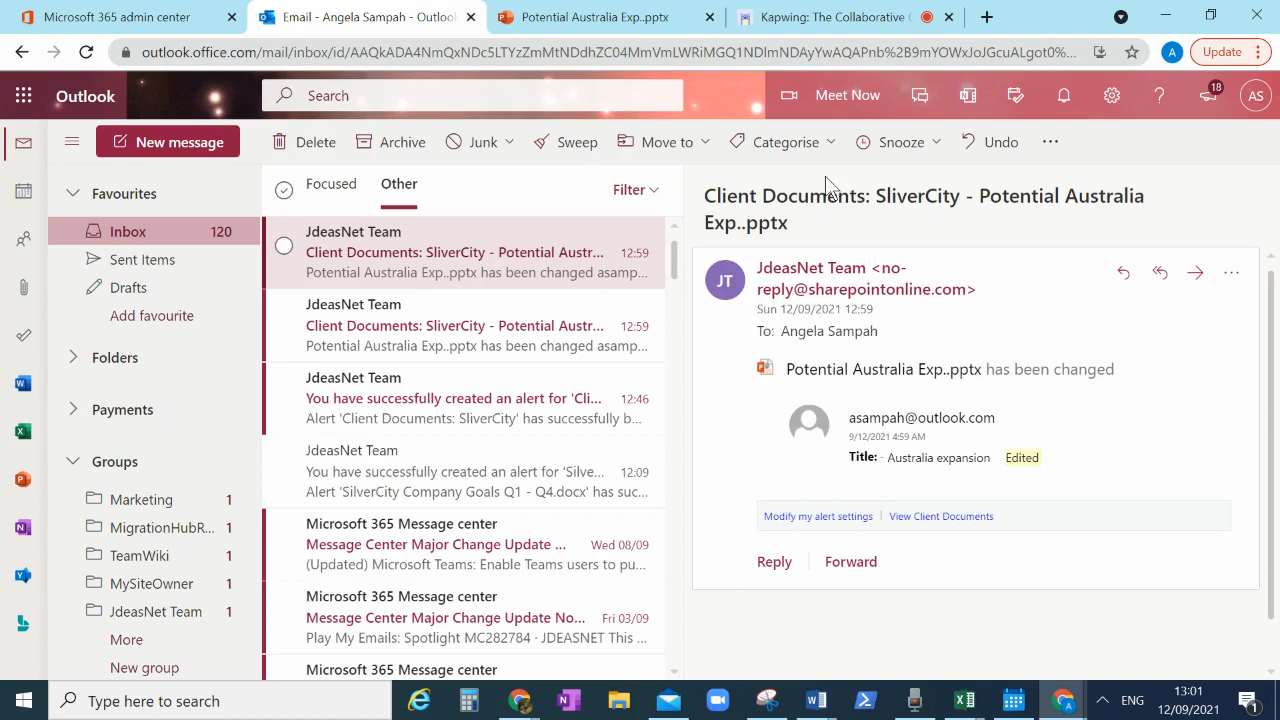 Microsoft 365 admin center
Email - Angela Sampah - Outlook
Potential Australia Exp..pptx
Kapwing: The Collaborative
outlook.office.com/mail/inbox/id/AAQkADA4NmQxNDc5LTYzZmMtNDdhZC04MmVmLWRiMGQ1NDlmNDAyYwAQAPnb%2B9mYOWxJoJGcuALgot0%...
A
Update
Outlook
Search
Meet Now
18
AS
New message
Delete
Archive
Junk
Sweep
Move to
Categorise
Snooze
Undo
Favourites
Inbox 120
Sent Items
Drafts
Add favourite
Folders
Payments
Groups
Marketing 1
MigrationHubR... 1
TeamWiki 1
MySiteOwner 1
JdeasNet Team 1
More
New group
Focused
Other
Filter
JdeasNet Team
Client Documents: SliverCity - Potential Austr... 12:59
Potential Australia Exp..pptx has been changed asamp...
JdeasNet Team
Client Documents: SliverCity - Potential Austr... 12:59
Potential Australia Exp..pptx has been changed asamp...
JdeasNet Team
You have successfully created an alert for 'Cli... 12:46
Alert 'Client Documents: SliverCity' has successfully b...
JdeasNet Team
You have successfully created an alert for 'Silve... 12:09
Alert 'SilverCity Company Goals Q1 - Q4.docx' has suc...
Microsoft 365 Message center
Message Center Major Change Update ... Wed 08/09
(Updated) Microsoft Teams: Enable Teams users to pu...
Microsoft 365 Message center
Message Center Major Change Update No... Fri 03/09
Play My Emails: Spotlight MC282784 · JDEASNET This ...
Microsoft 365 Message center
Client Documents: SliverCity - Potential Australia
Exp..pptx
JT
JdeasNet Team <no-
reply@sharepointonline.com>
Sun 12/09/2021 12:59
To: Angela Sampah
Potential Australia Exp..pptx has been changed
asampah@outlook.com
9/12/2021 4:59 AM
Title: - Australia expansion Edited
Modify my alert settings | View Client Documents
Reply
Forward
Type here to search
ENG
13:01
12/09/2021
1